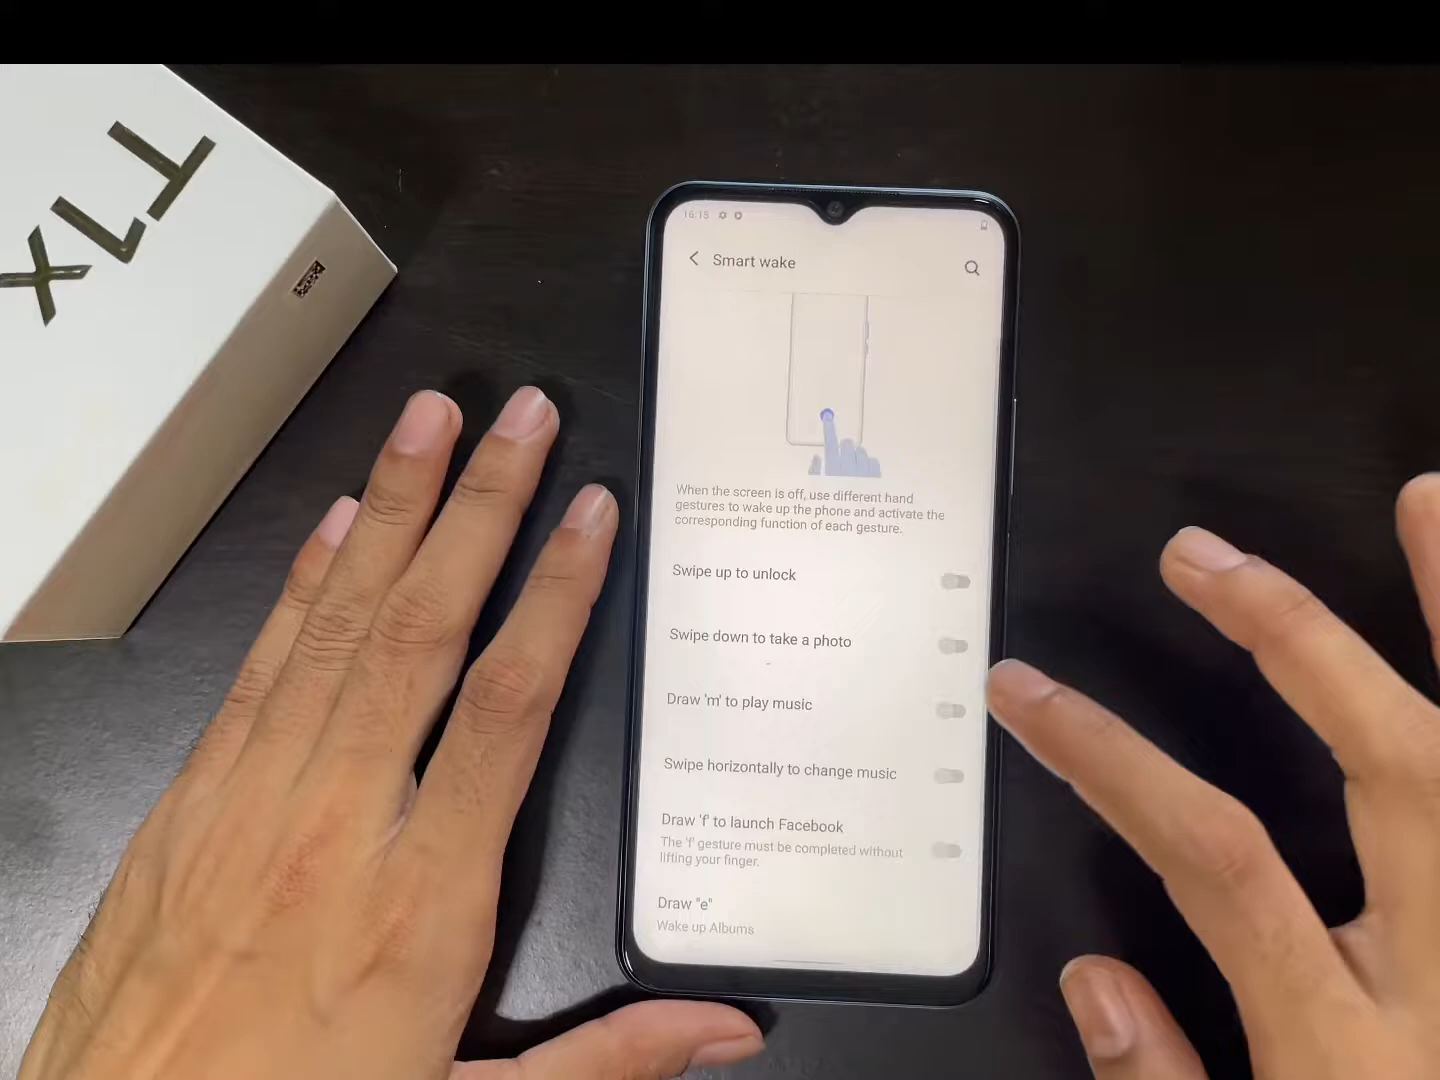 16:15
Smart wake
When the screen is off, use different hand
gestures to wake up the phone and activate the
corresponding function of each gesture.
Swipe up to unlock
Swipe down to take a photo
Draw 'm' to play music
Swipe horizontally to change music
Draw 'f' to launch Facebook
The 'f' gesture must be completed without
lifting your finger.
Draw "e"
Wake up Albums